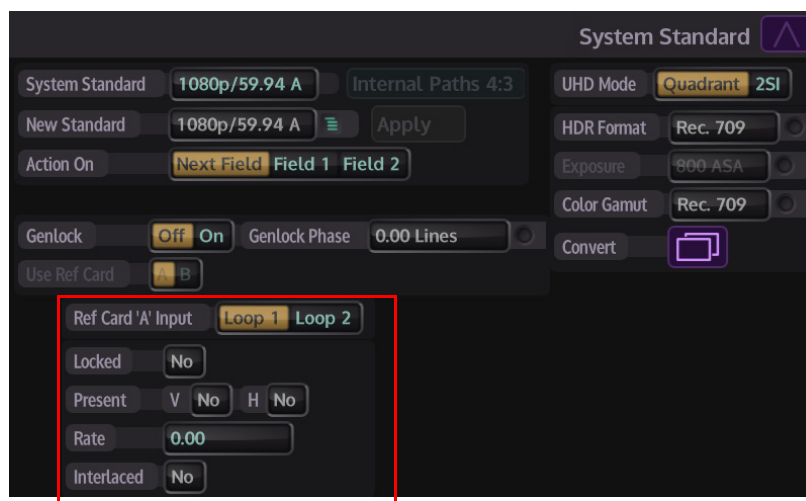 System Standard
System Standard 1080p/59.94 A Internal Paths 4:3
New Standard 1080p/59.94 A Apply
Action On Next Field Field 1 Field 2
UHD Mode Quadrant 2SI
HDR Format Rec. 709
Exposure 800 ASA
Color Gamut Rec. 709
Convert
Genlock Off On Genlock Phase 0.00 Lines
Use Ref Card A B
Ref Card 'A' Input Loop 1 Loop 2
Locked No
Present V No H No
Rate 0.00
Interlaced No